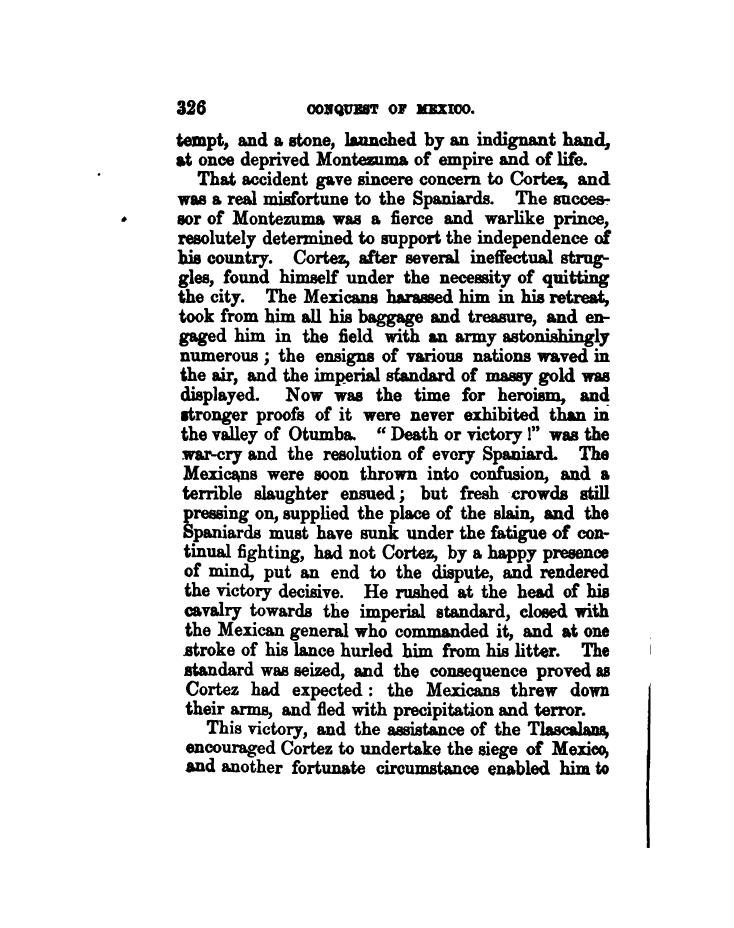 326 CONQUEST OF MEXICO.
tempt, and a stone, launched by an indignant hand,
at once deprived Montezuma of empire and of life.
That accident gave sincere concern to Cortez, and
was a real misfortune to the Spaniards. The succes-
sor of Montezuma was a fierce and warlike prince,
resolutely determined to support the independence of
his country. Cortez, after several ineffectual strug-
gles, found himself under the necessity of quitting
the city. The Mexicans harassed him in his retreat,
took from him all his baggage and treasure, and en-
gaged him in the field with an army astonishingly
numerous ; the ensigns of various nations waved in
the air, and the imperial standard of massy gold was
displayed. Now was the time for heroism, and
stronger proofs of it were never exhibited than in
the valley of Otumba. “ Death or victory !” was the
war-cry and the resolution of every Spaniard. The
Mexicans were soon thrown into confusion, and a
terrible slaughter ensued ; but fresh crowds still
pressing on, supplied the place of the slain, and the
Spaniards must have sunk under the fatigue of con-
tinual fighting, had not Cortez, by a happy presence
of mind, put an end to the dispute, and rendered
the victory decisive. He rushed at the head of his
cavalry towards the imperial standard, closed with
the Mexican general who commanded it, and at one
stroke of his lance hurled him from his litter. The
standard was seized, and the consequence proved as
Cortez had expected : the Mexicans threw down
their arms, and fled with precipitation and terror.
This victory, and the assistance of the Tlascalans,
encouraged Cortez to undertake the siege of Mexico,
and another fortunate circumstance enabled him to